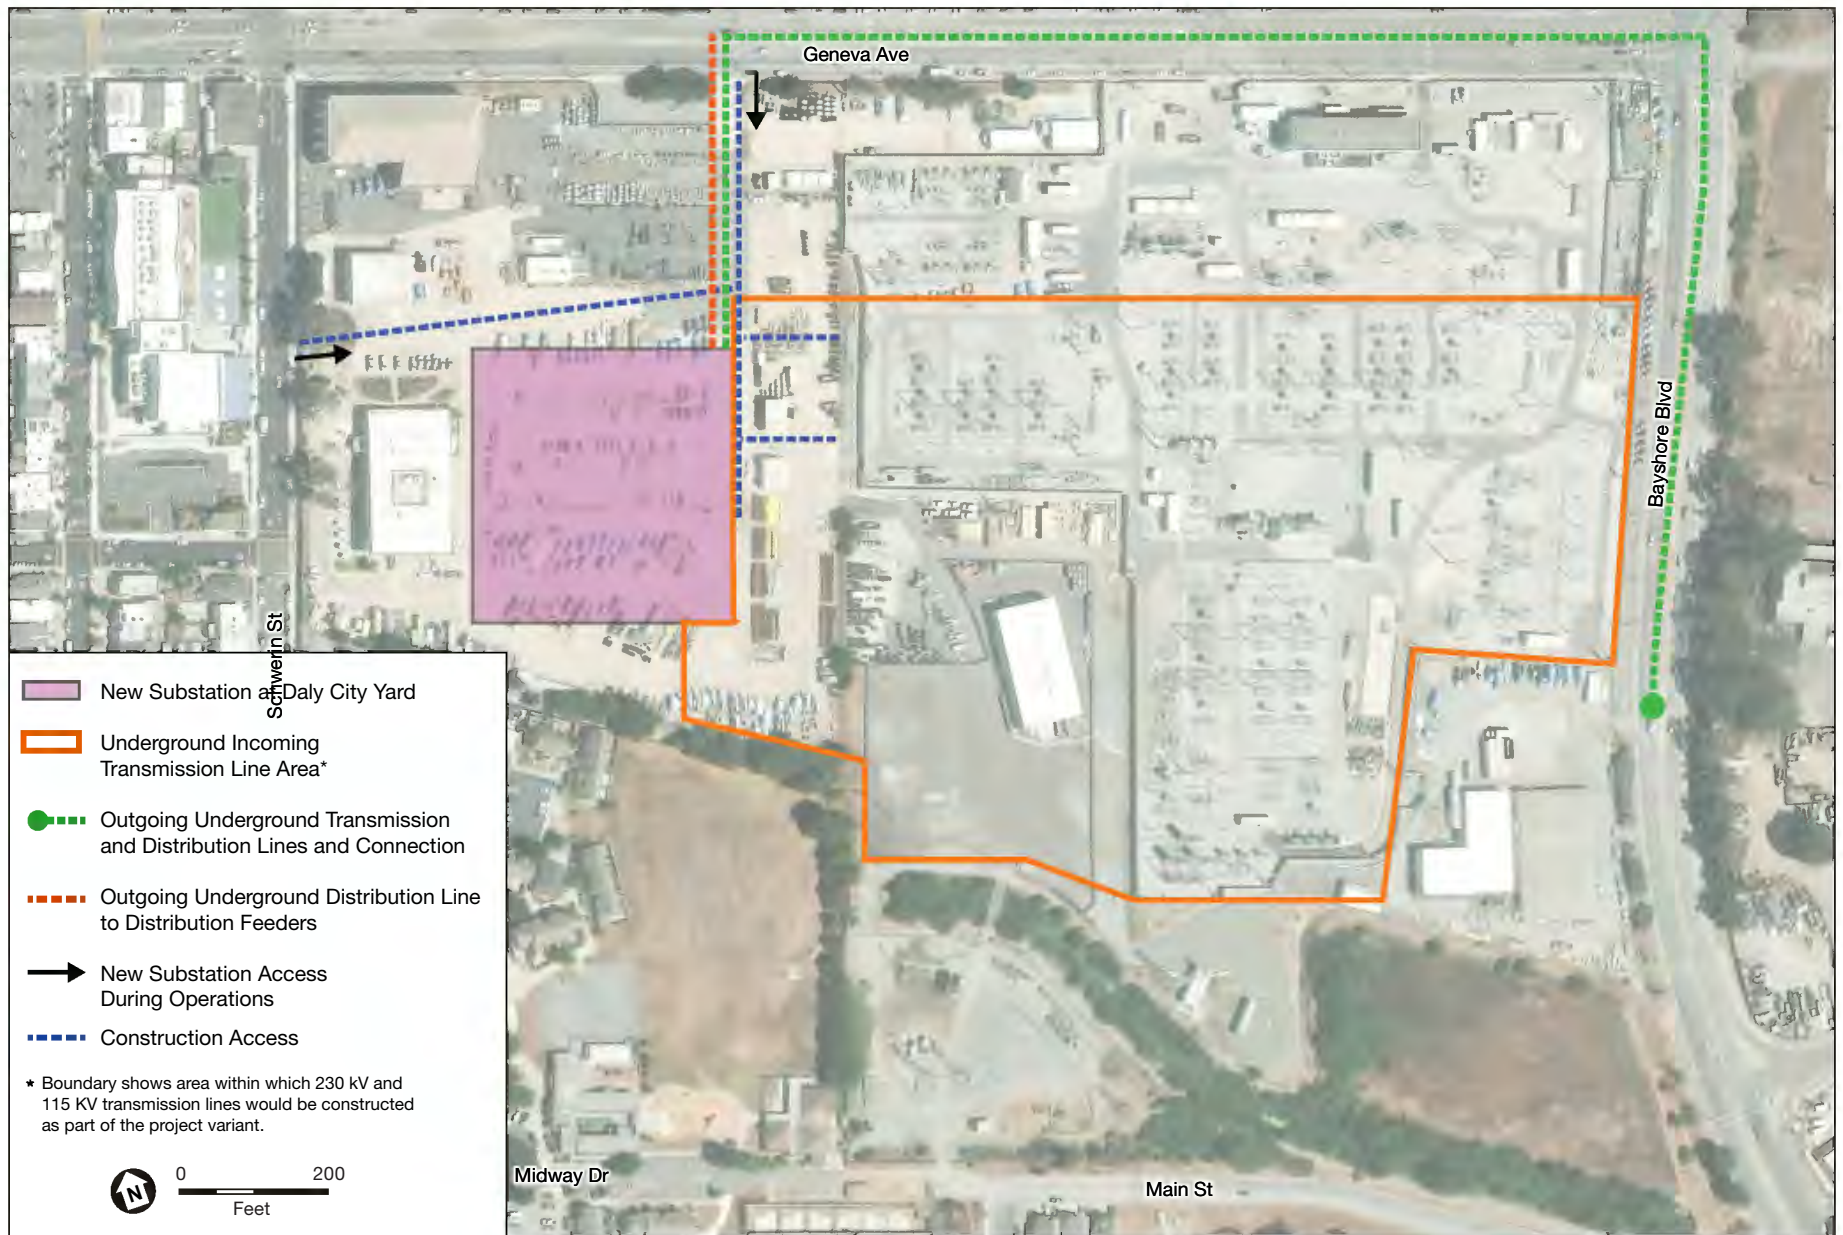 Geneva Ave
Bayshore Blvd
Schwerin St
New Substation at Daly City Yard
Underground Incoming
Transmission Line Area*
Outgoing Underground Transmission
and Distribution Lines and Connection
Outgoing Underground Distribution Line
to Distribution Feeders
New Substation Access
During Operations
Construction Access
* Boundary shows area within which 230 kV and
115 KV transmission lines would be constructed
as part of the project variant.
N
0 200
Feet
Midway Dr
Main St